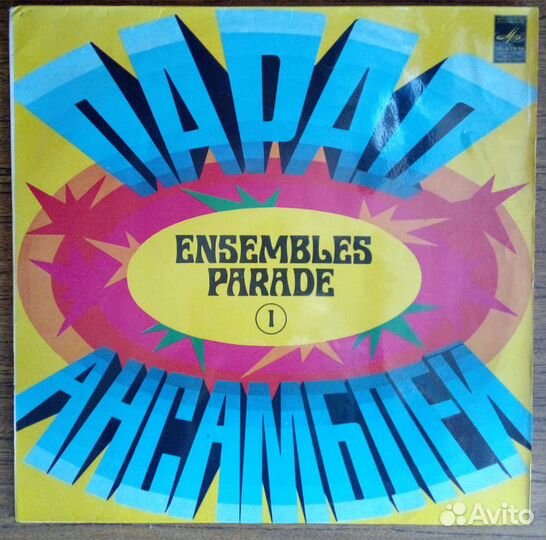 ПАРАД
ENSEMBLES
PARADE
1
АНСАМБЛЕЙ
Avito